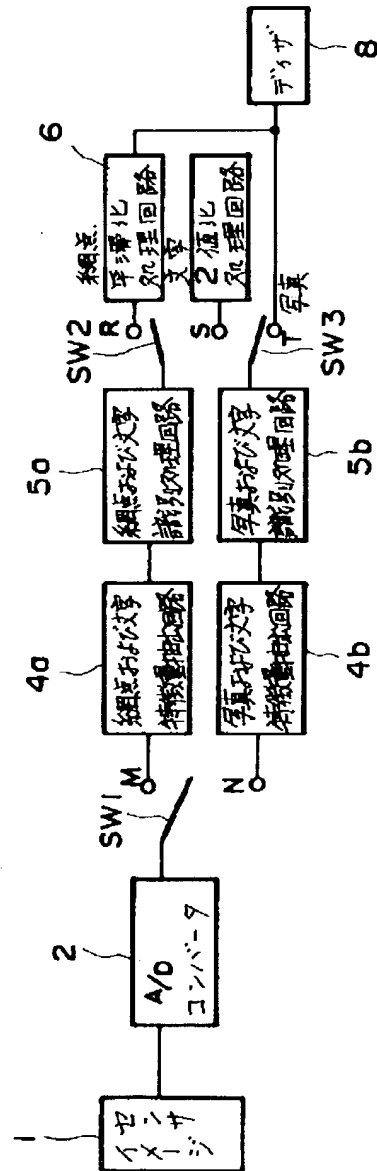 1
イメージ
センサ
2
A/D
コンバータ
SW1
M
N
4a
網点および文字
特徴量抽出回路
4b
写真および文字
特徴量抽出回路
5a
網点および文字
識別処理回路
5b
写真および文字
識別処理回路
SW2
R
S
SW3
T
網点
6
平滑化
処理回路
文字
2値化
処理回路
写真
ディザ
8